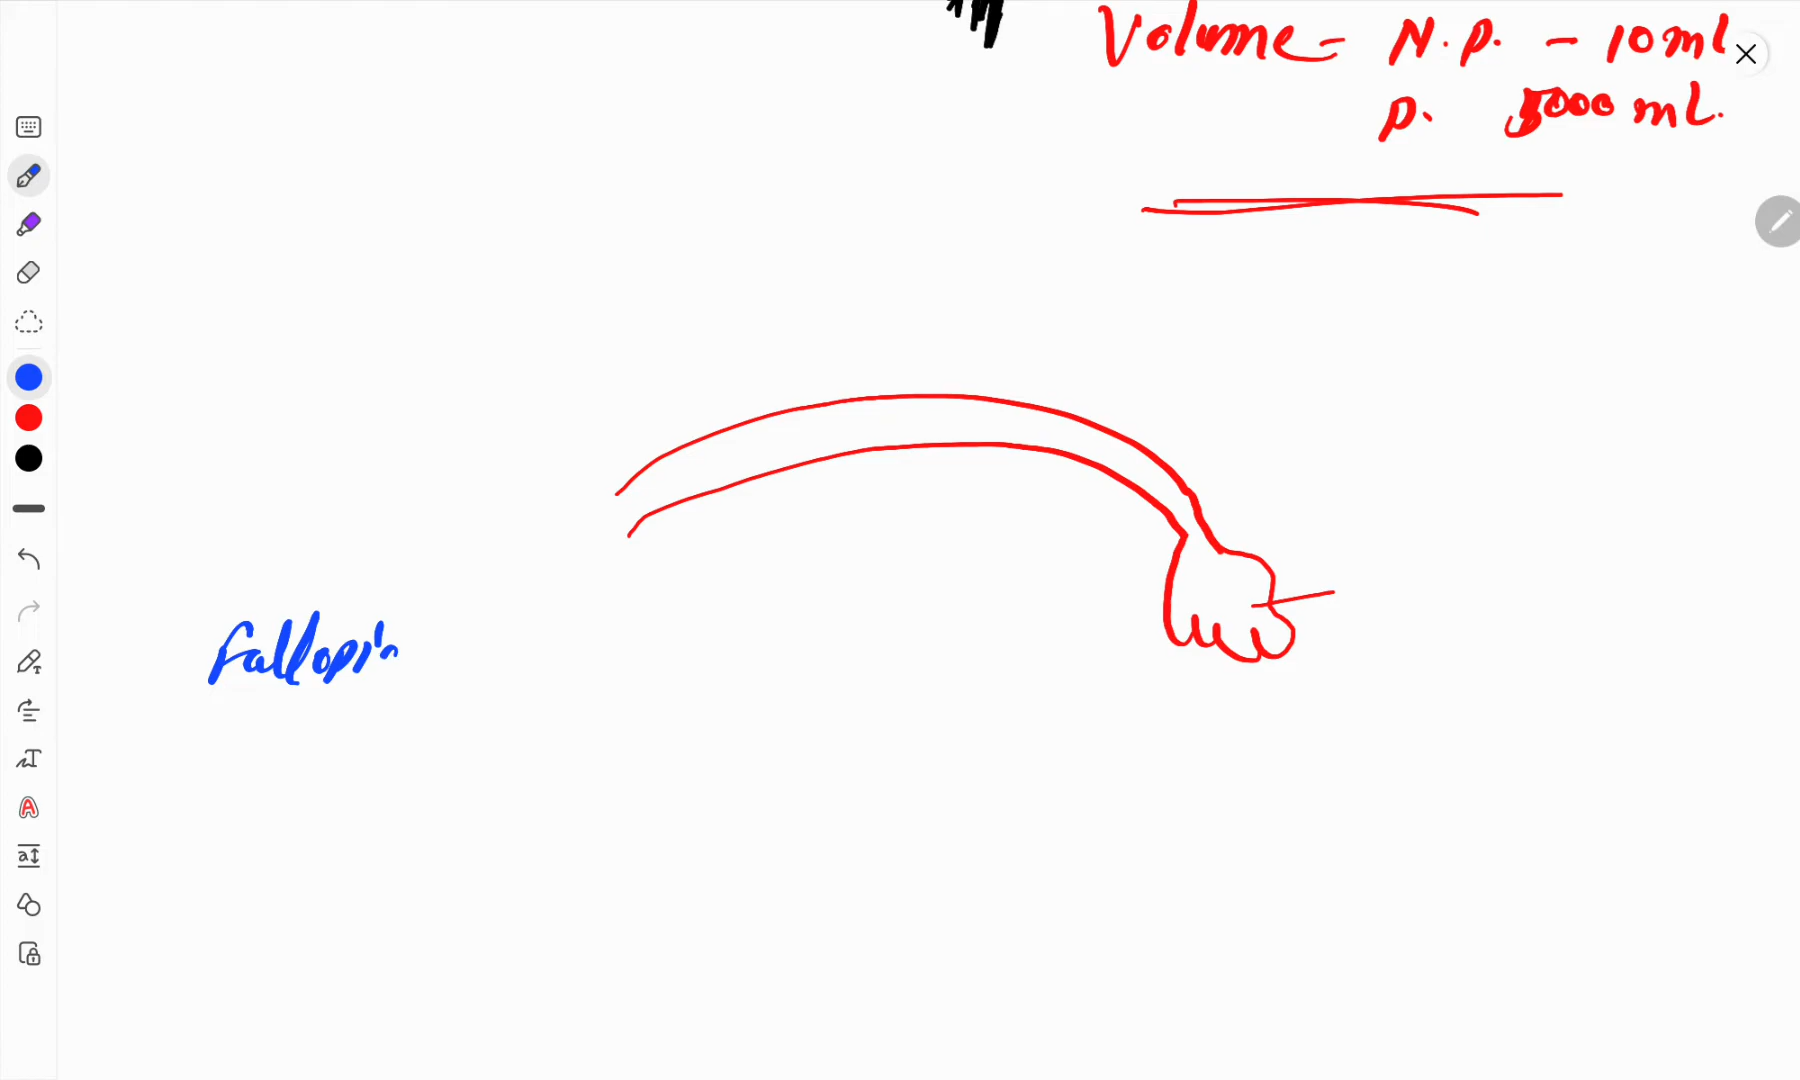 Volume = N.P. - 10ml
P. 5000 mL.
fallopi